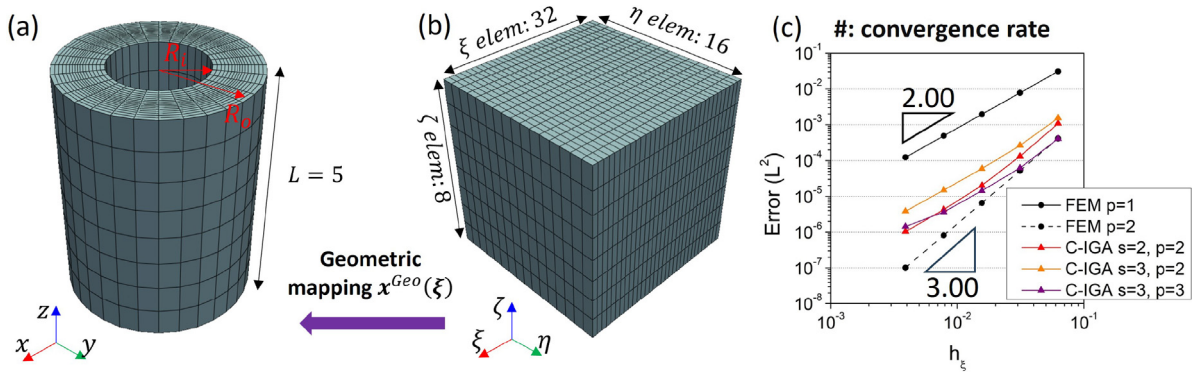 (a)
R_i
R_o
L = 5
z
x
y
Geometric
mapping x^{Geo}(ξ)
(b)
ξ elem: 32
η elem: 16
ζ elem: 8
ζ
ξ
η
(c) #: convergence rate
10^{-1}
10^{-2}
10^{-3}
10^{-4}
10^{-5}
10^{-6}
10^{-7}
10^{-8}
Error (L^2)
2.00
3.00
FEM p=1
FEM p=2
C-IGA s=2, p=2
C-IGA s=3, p=2
C-IGA s=3, p=3
10^{-3}
10^{-2}
10^{-1}
h_ξ